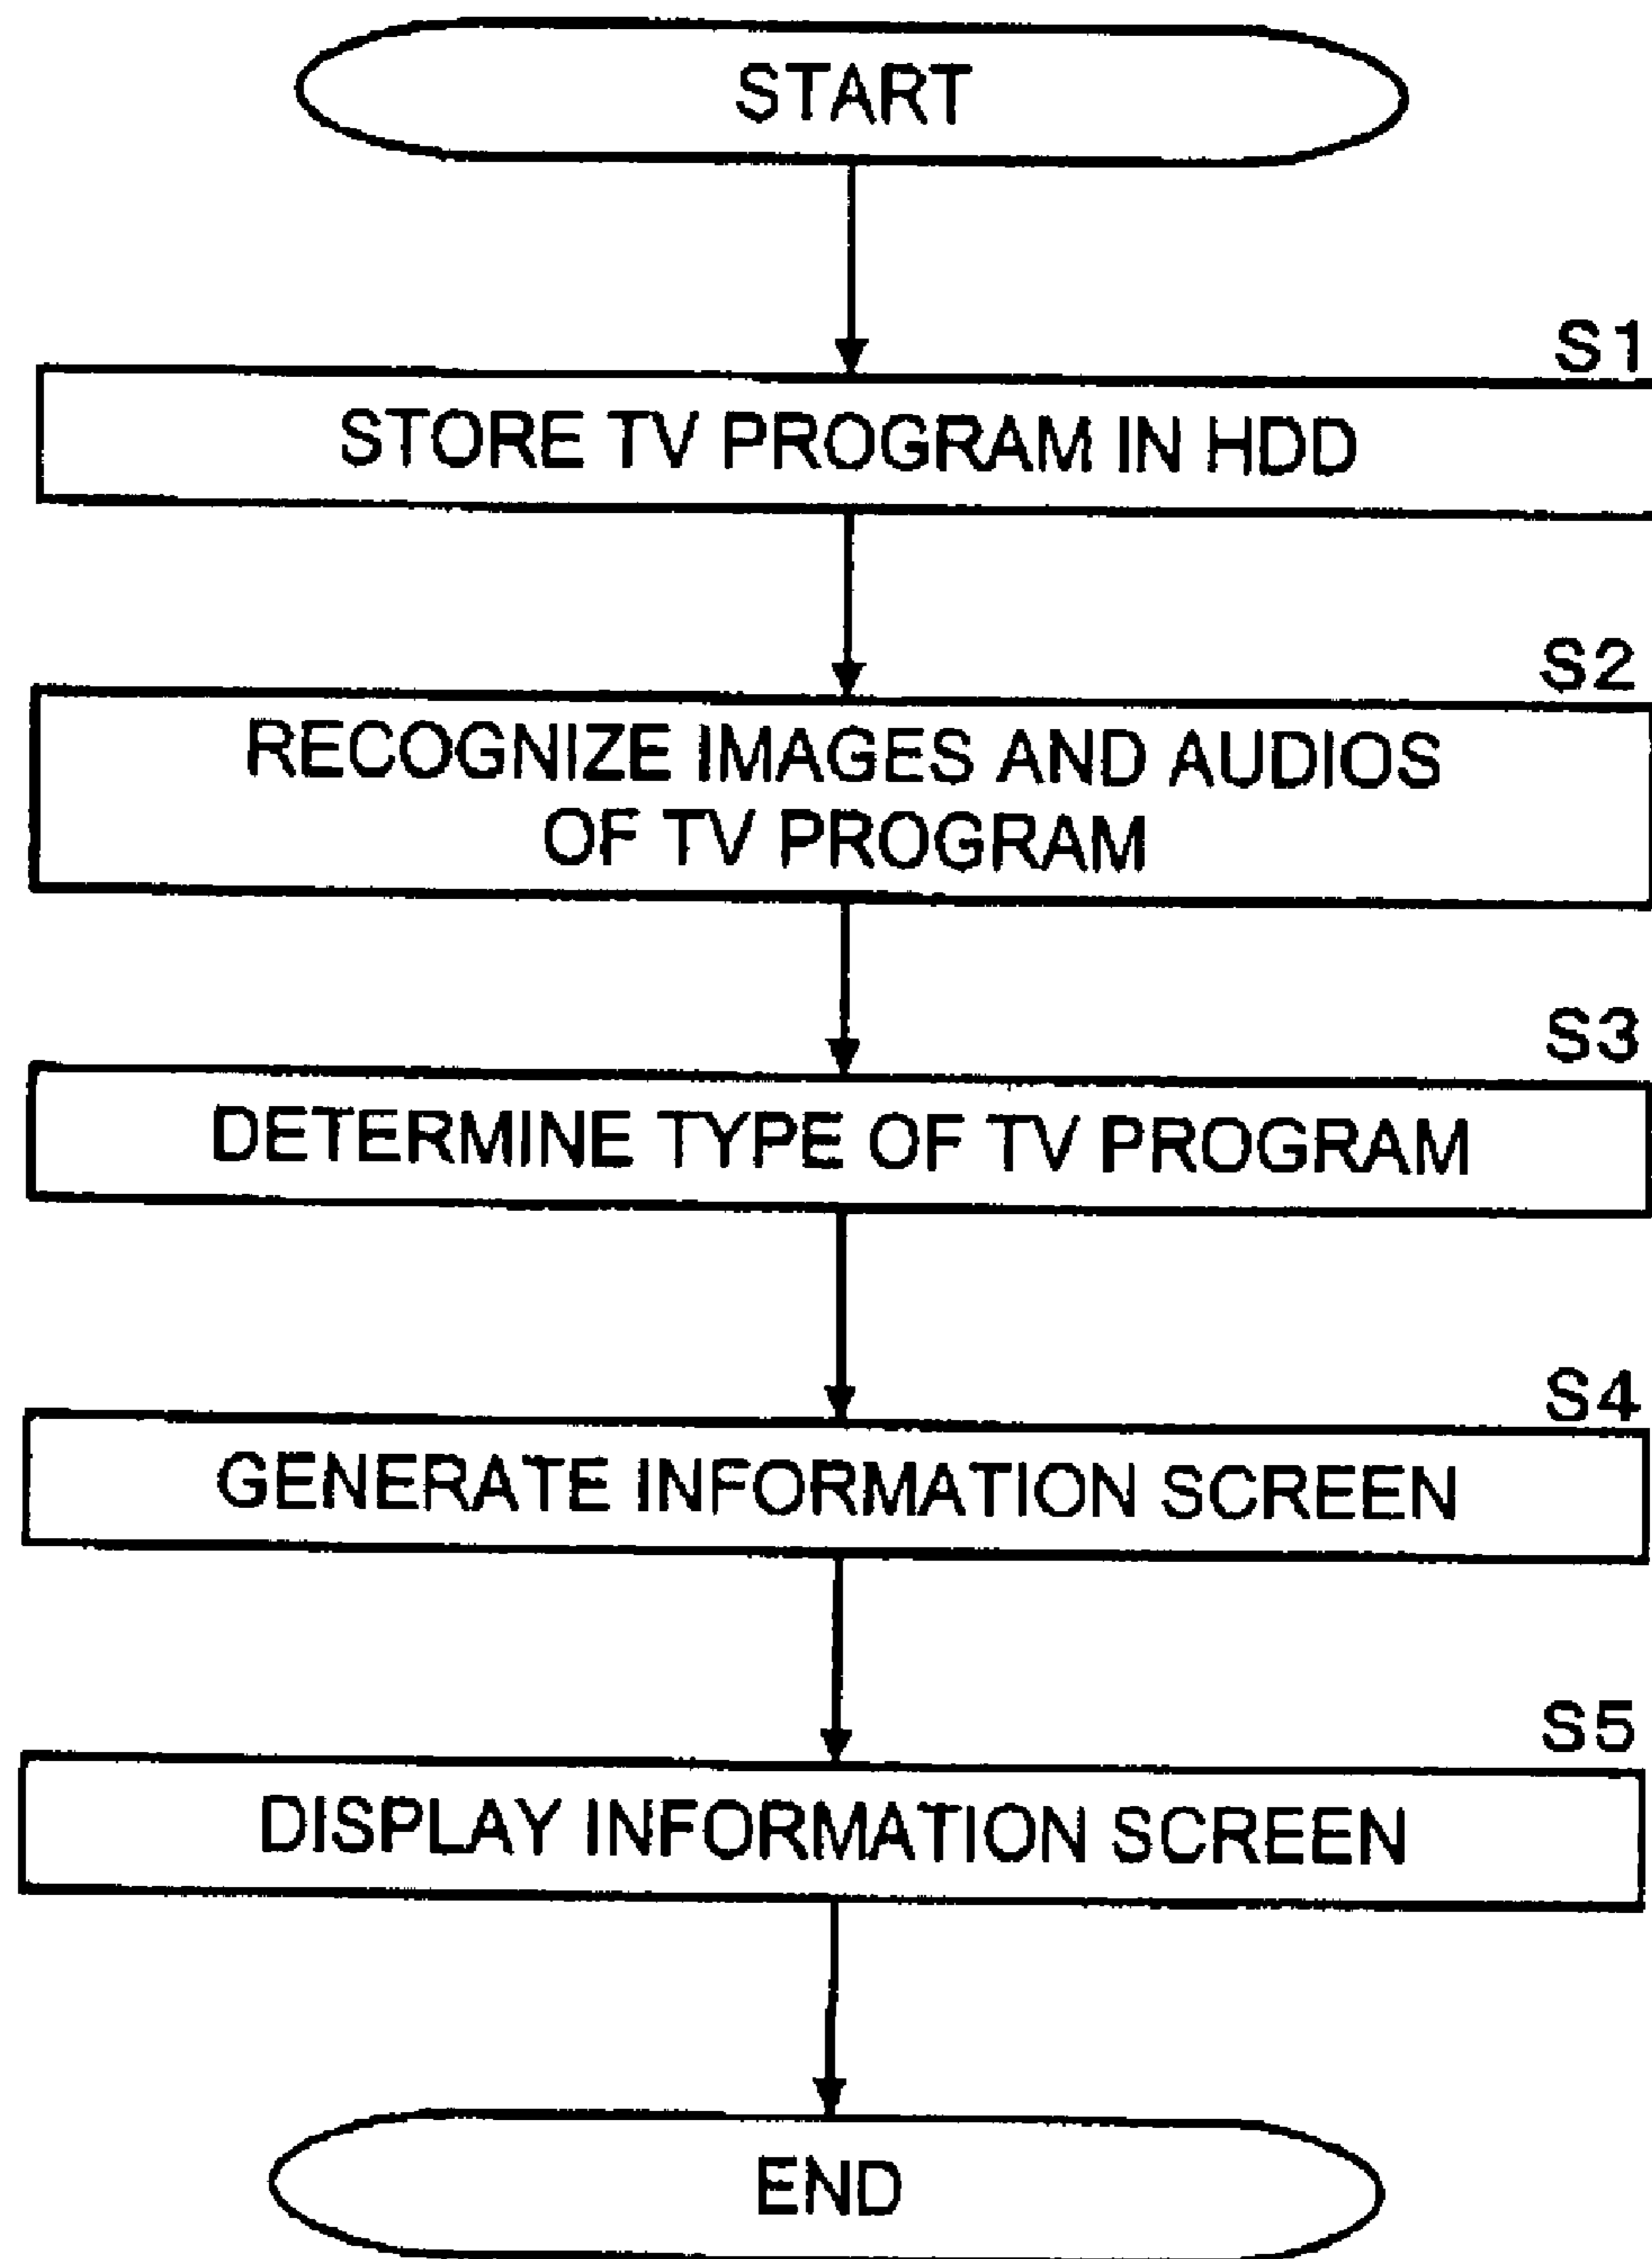 START
S1
STORE TV PROGRAM IN HDD
S2
RECOGNIZE IMAGES AND AUDIOS
OF TV PROGRAM
S3
DETERMINE TYPE OF TV PROGRAM
S4
GENERATE INFORMATION SCREEN
S5
DISPLAY INFORMATION SCREEN
END